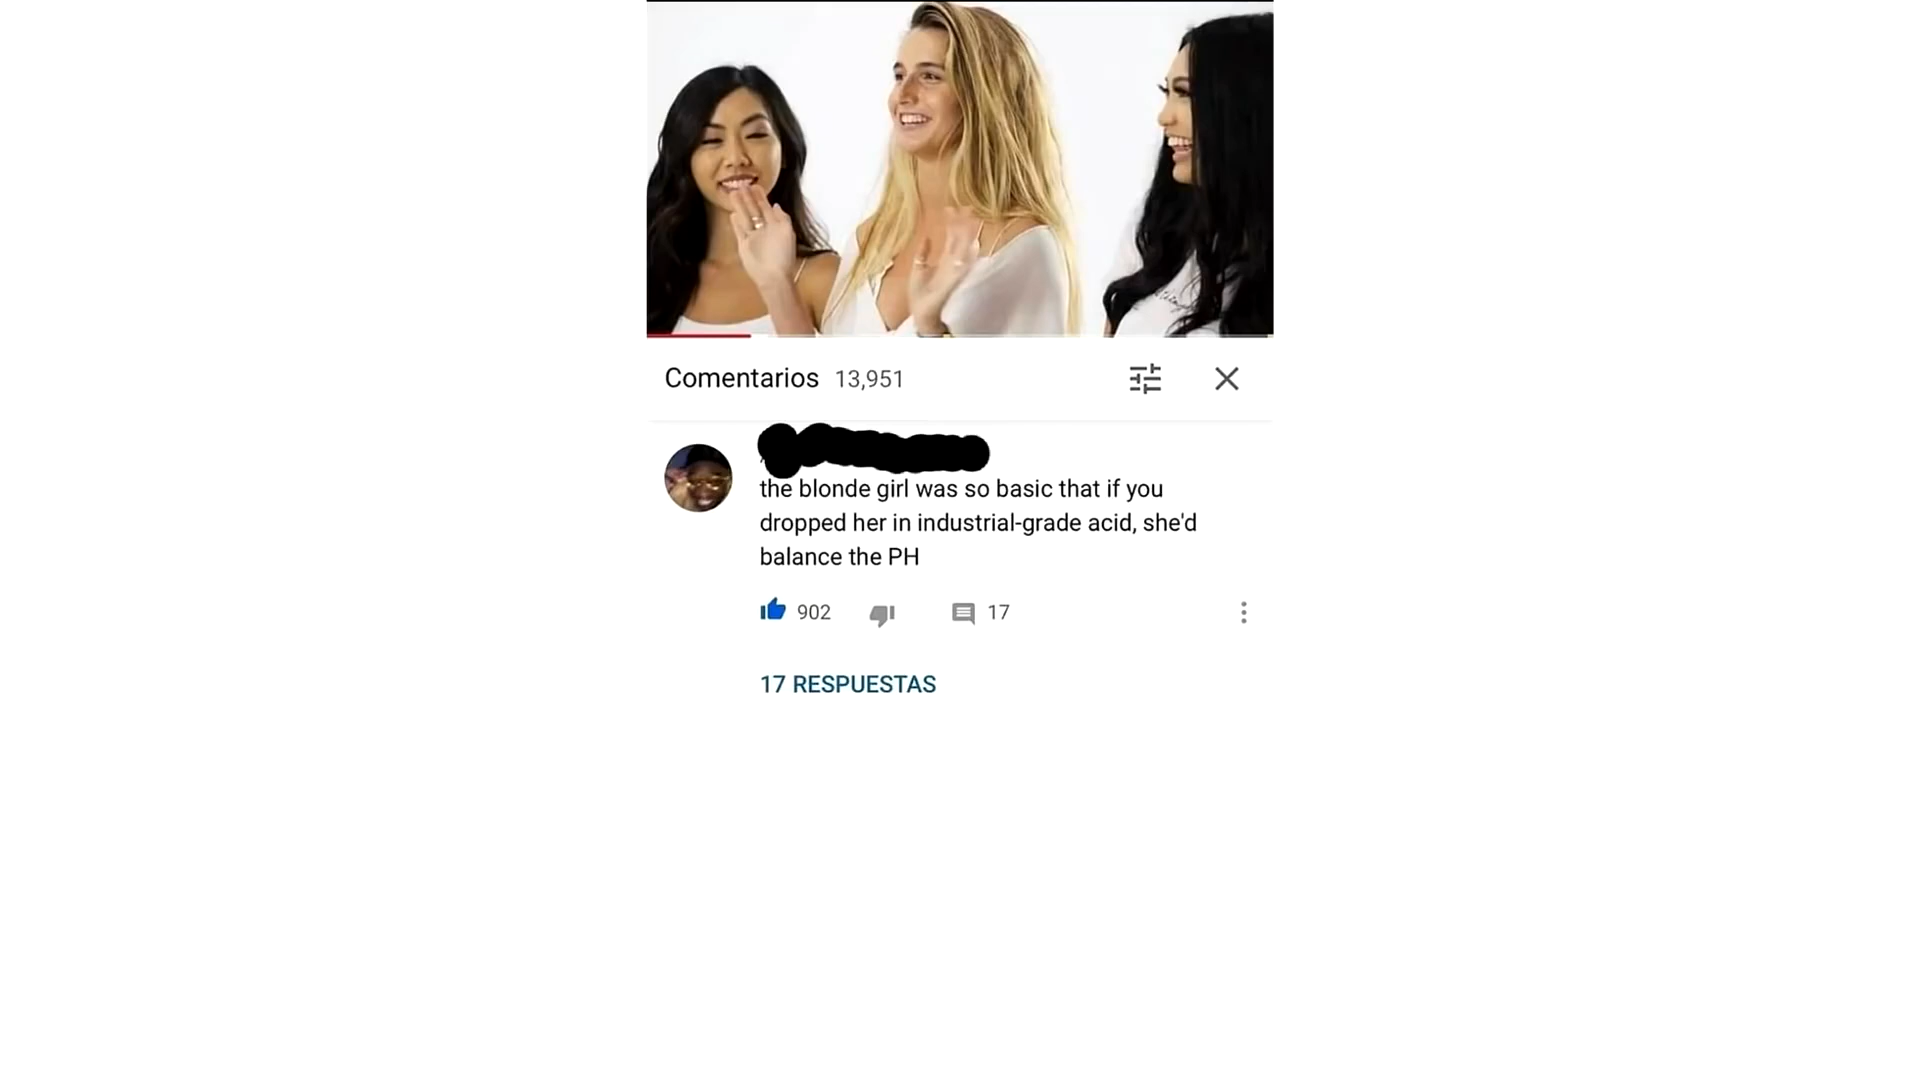 Comentarios 13,951
the blonde girl was so basic that if you
dropped her in industrial-grade acid, she'd
balance the PH
902 17
17 RESPUESTAS